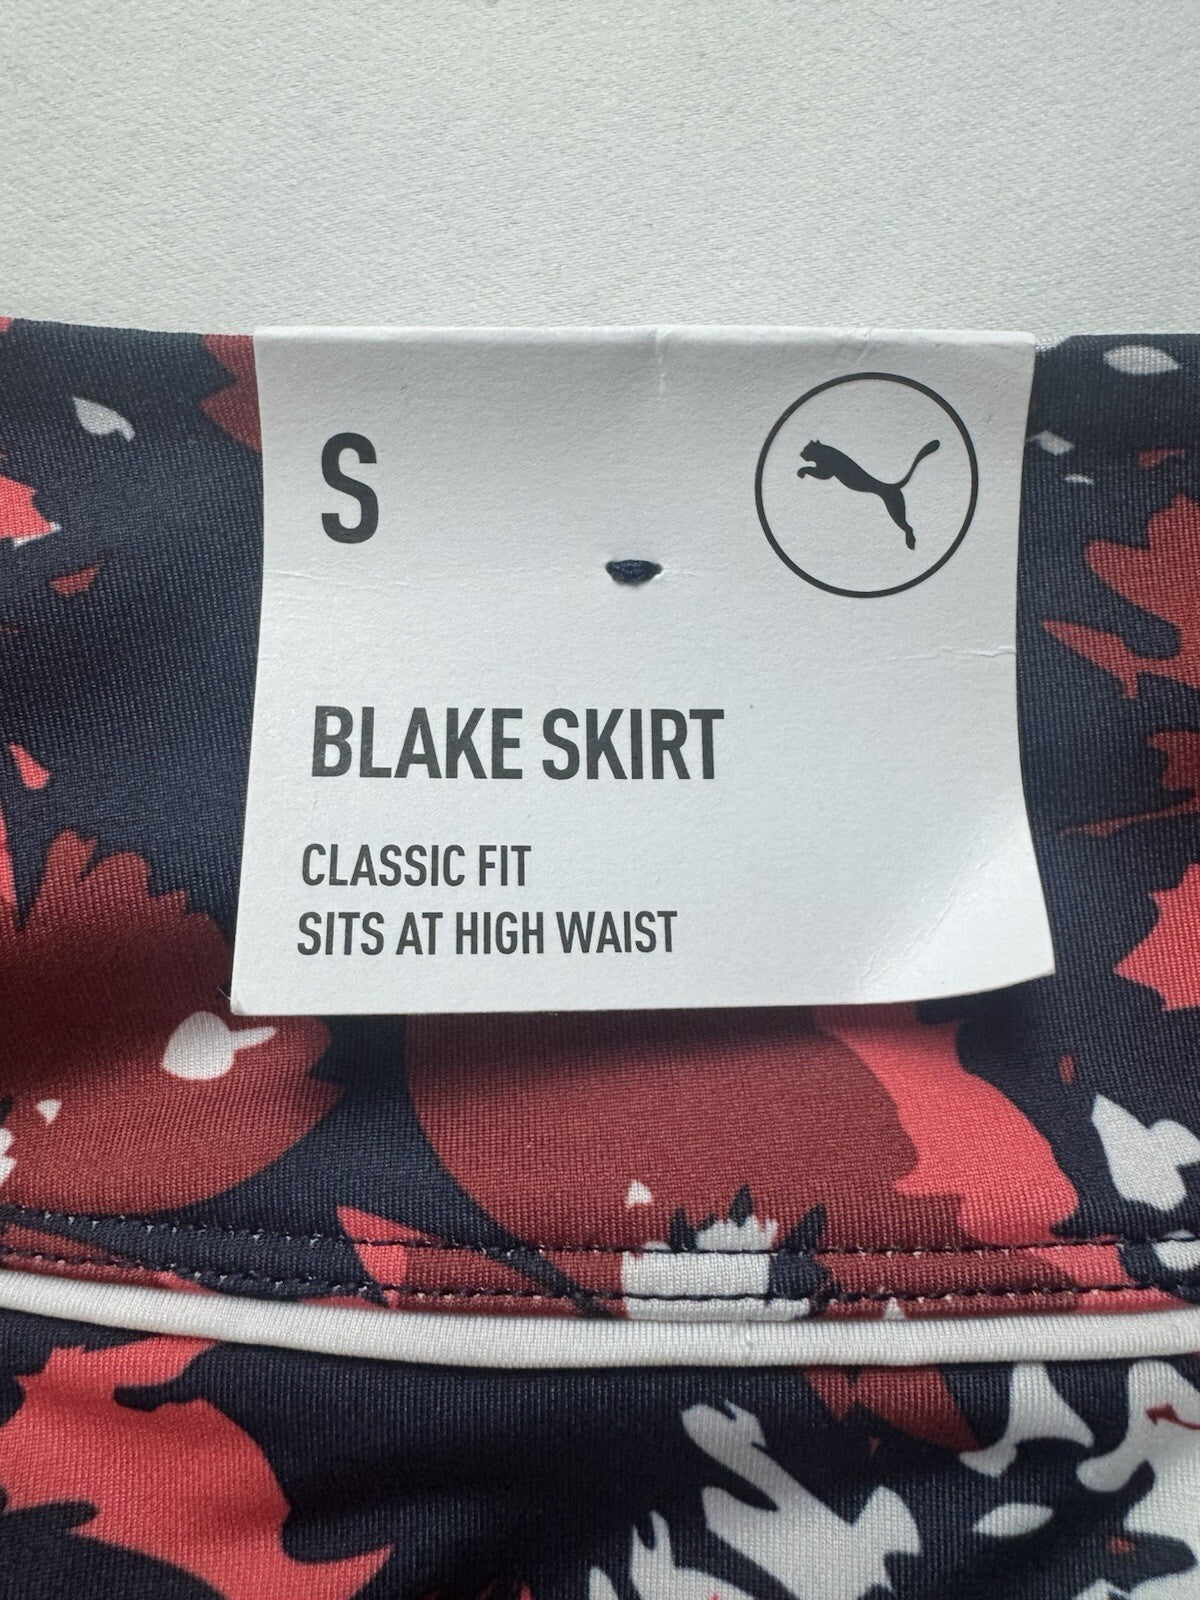 S
BLAKE SKIRT
CLASSIC FIT
SITS AT HIGH WAIST